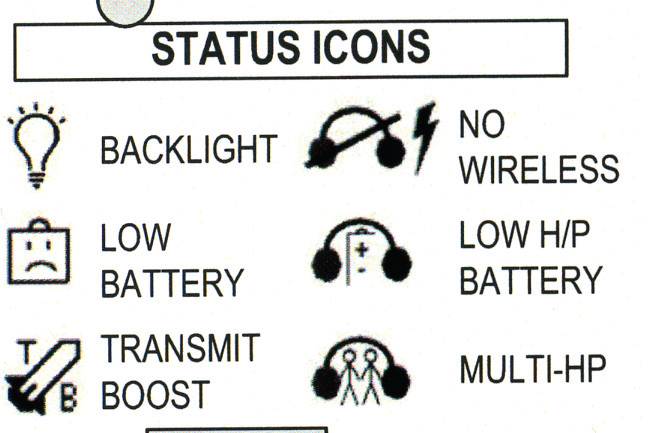 STATUS ICONS
BACKLIGHT
NO
WIRELESS
LOW
BATTERY
+
-
LOW H/P
BATTERY
T
B
TRANSMIT
BOOST
MULTI-HP